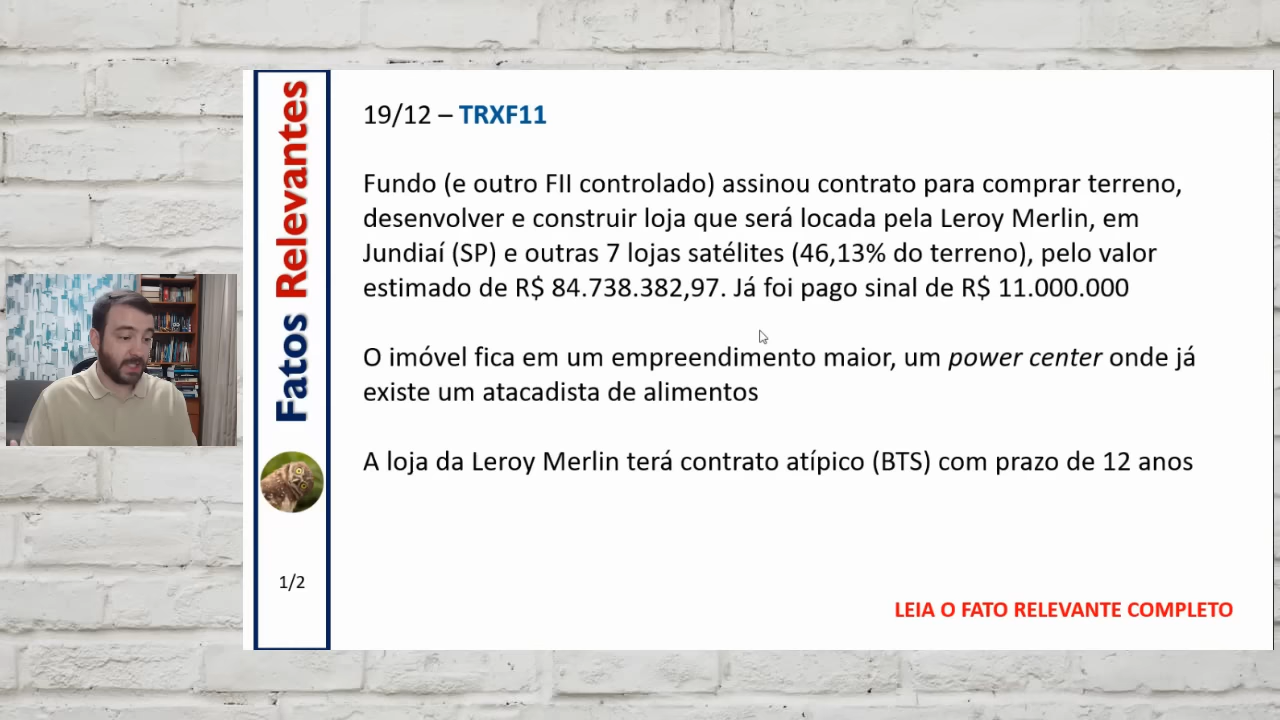 Fatos Relevantes
19/12 – TRXF11
Fundo (e outro FII controlado) assinou contrato para comprar terreno,
desenvolver e construir loja que será locada pela Leroy Merlin, em
Jundiaí (SP) e outras 7 lojas satélites (46,13% do terreno), pelo valor
estimado de R$ 84.738.382,97. Já foi pago sinal de R$ 11.000.000
O imóvel fica em um empreendimento maior, um power center onde já
existe um atacadista de alimentos
A loja da Leroy Merlin terá contrato atípico (BTS) com prazo de 12 anos
1/2
LEIA O FATO RELEVANTE COMPLETO